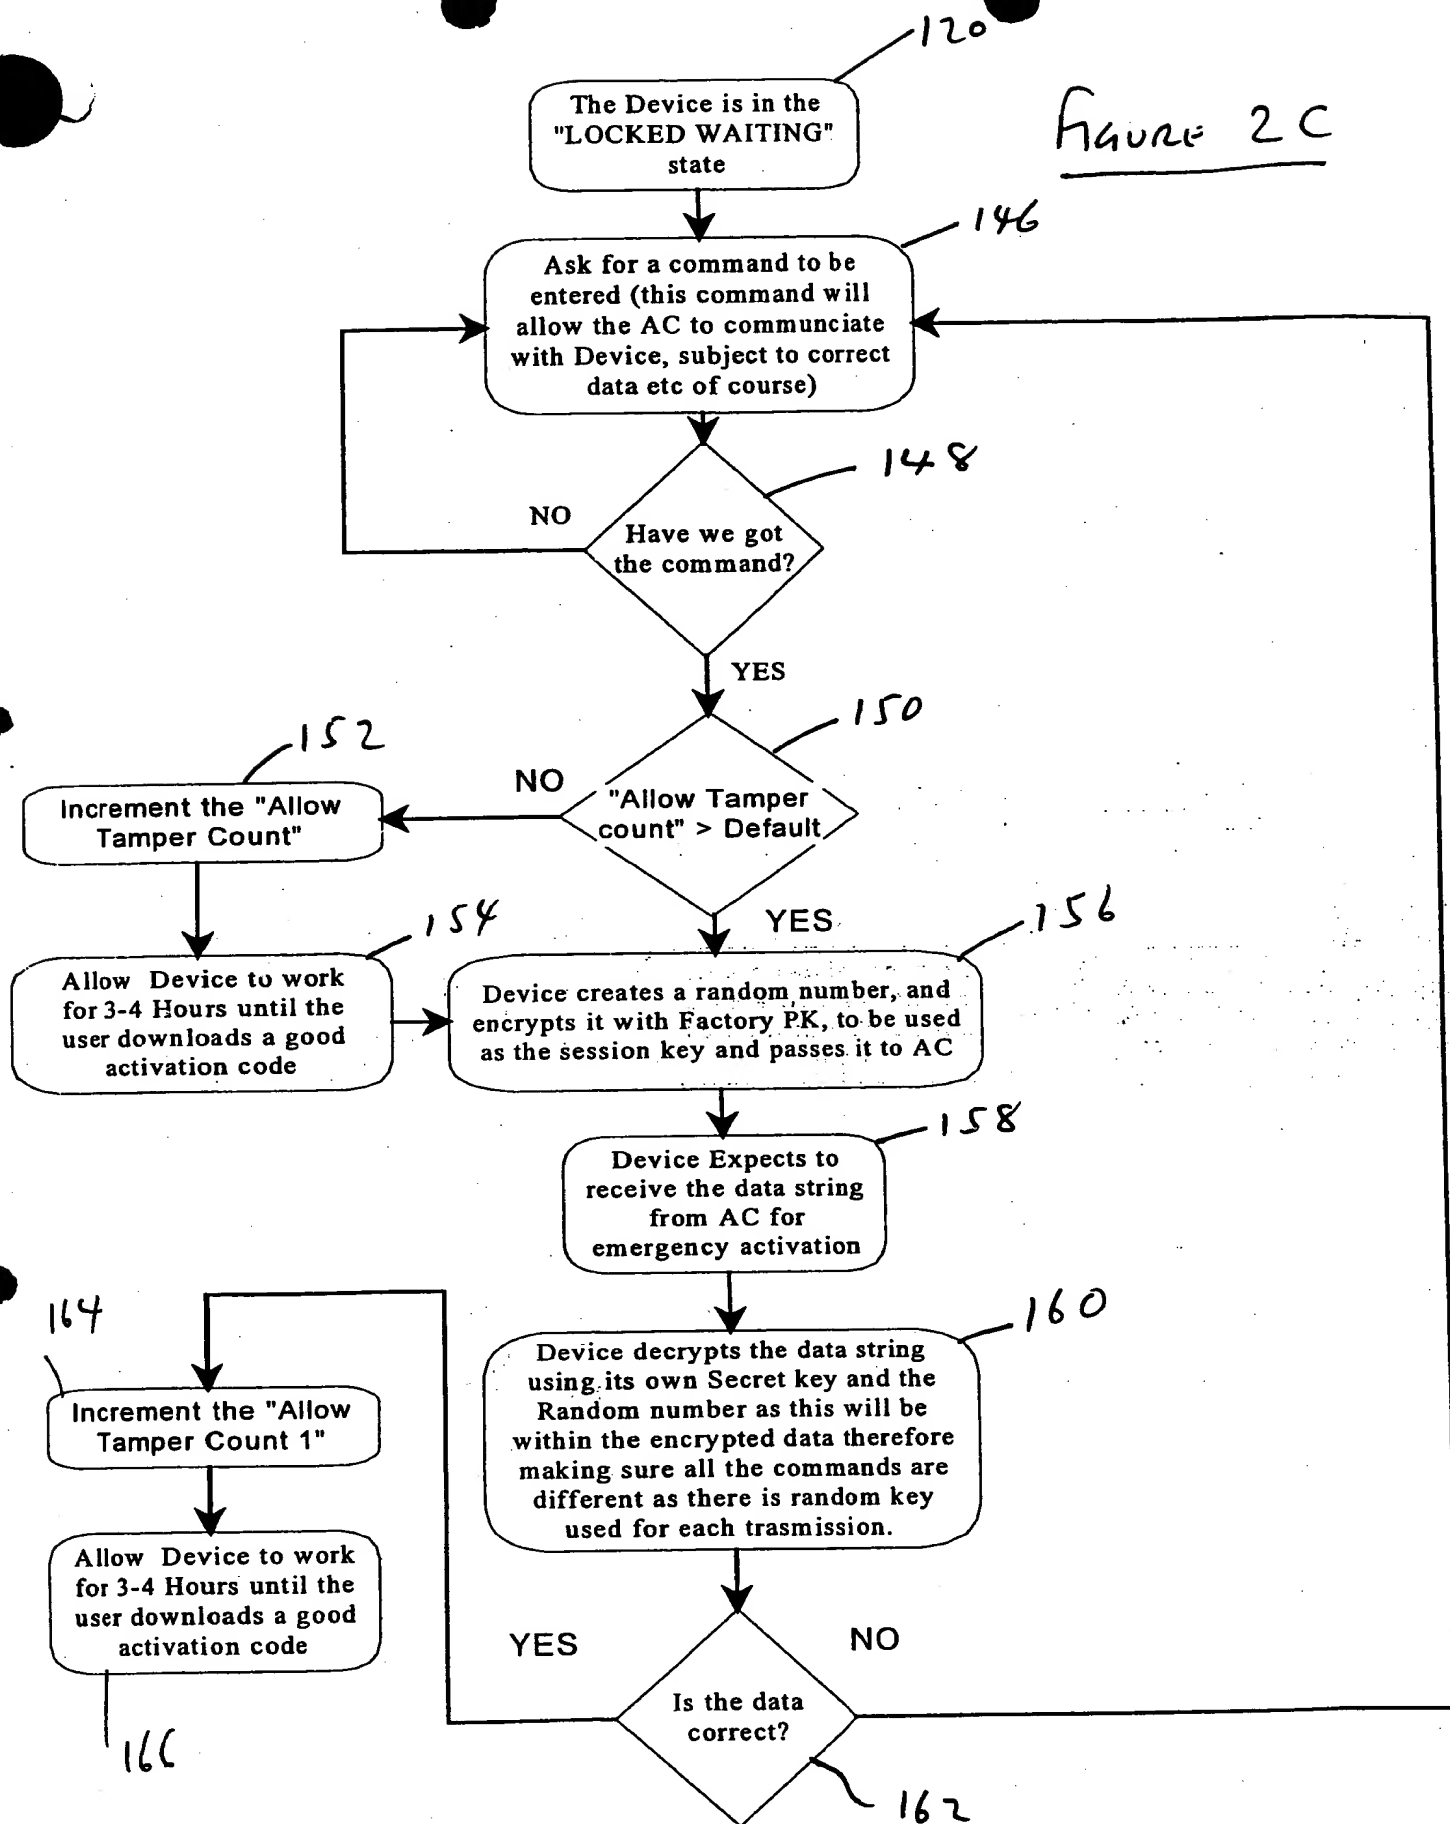 120
The Device is in the
"LOCKED WAITING"
state
Figure 2C
146
Ask for a command to be
entered (this command will
allow the AC to communciate
with Device, subject to correct
data etc of course)
148
NO
Have we got
the command?
YES
150
152
NO
"Allow Tamper
count" > Default
Increment the "Allow
Tamper Count"
154
YES
156
Allow Device to work
for 3-4 Hours until the
user downloads a good
activation code
Device creates a random number, and
encrypts it with Factory PK, to be used
as the session key and passes it to AC
158
Device Expects to
receive the data string
from AC for
emergency activation
160
164
Device decrypts the data string
using its own Secret key and the
Random number as this will be
within the encrypted data therefore
making sure all the commands are
different as there is random key
used for each trasmission.
Increment the "Allow
Tamper Count 1"
Allow Device to work
for 3-4 Hours until the
user downloads a good
activation code
YES
NO
Is the data
correct?
166
162